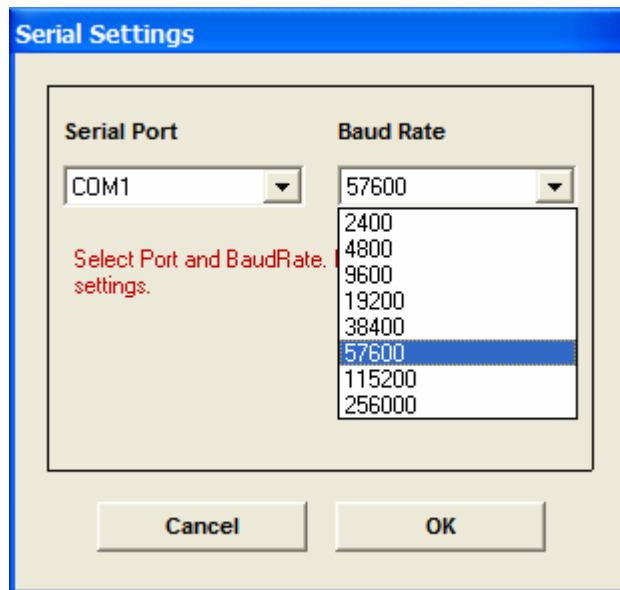 Serial Settings
Serial Port
Baud Rate
COM1
57600
Select Port and BaudRate.
settings.
2400
4800
9600
19200
38400
57600
115200
256000
Cancel
OK